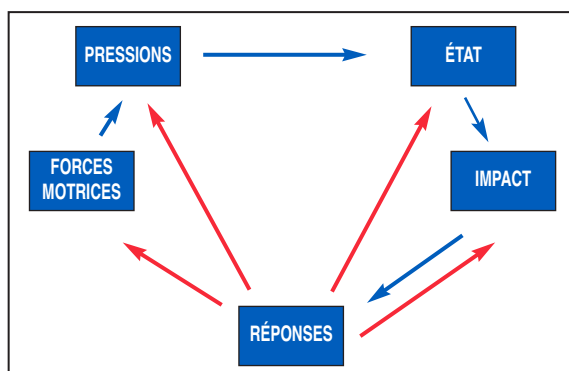 PRESSIONS
ÉTAT
FORCES
MOTRICES
IMPACT
RÉPONSES